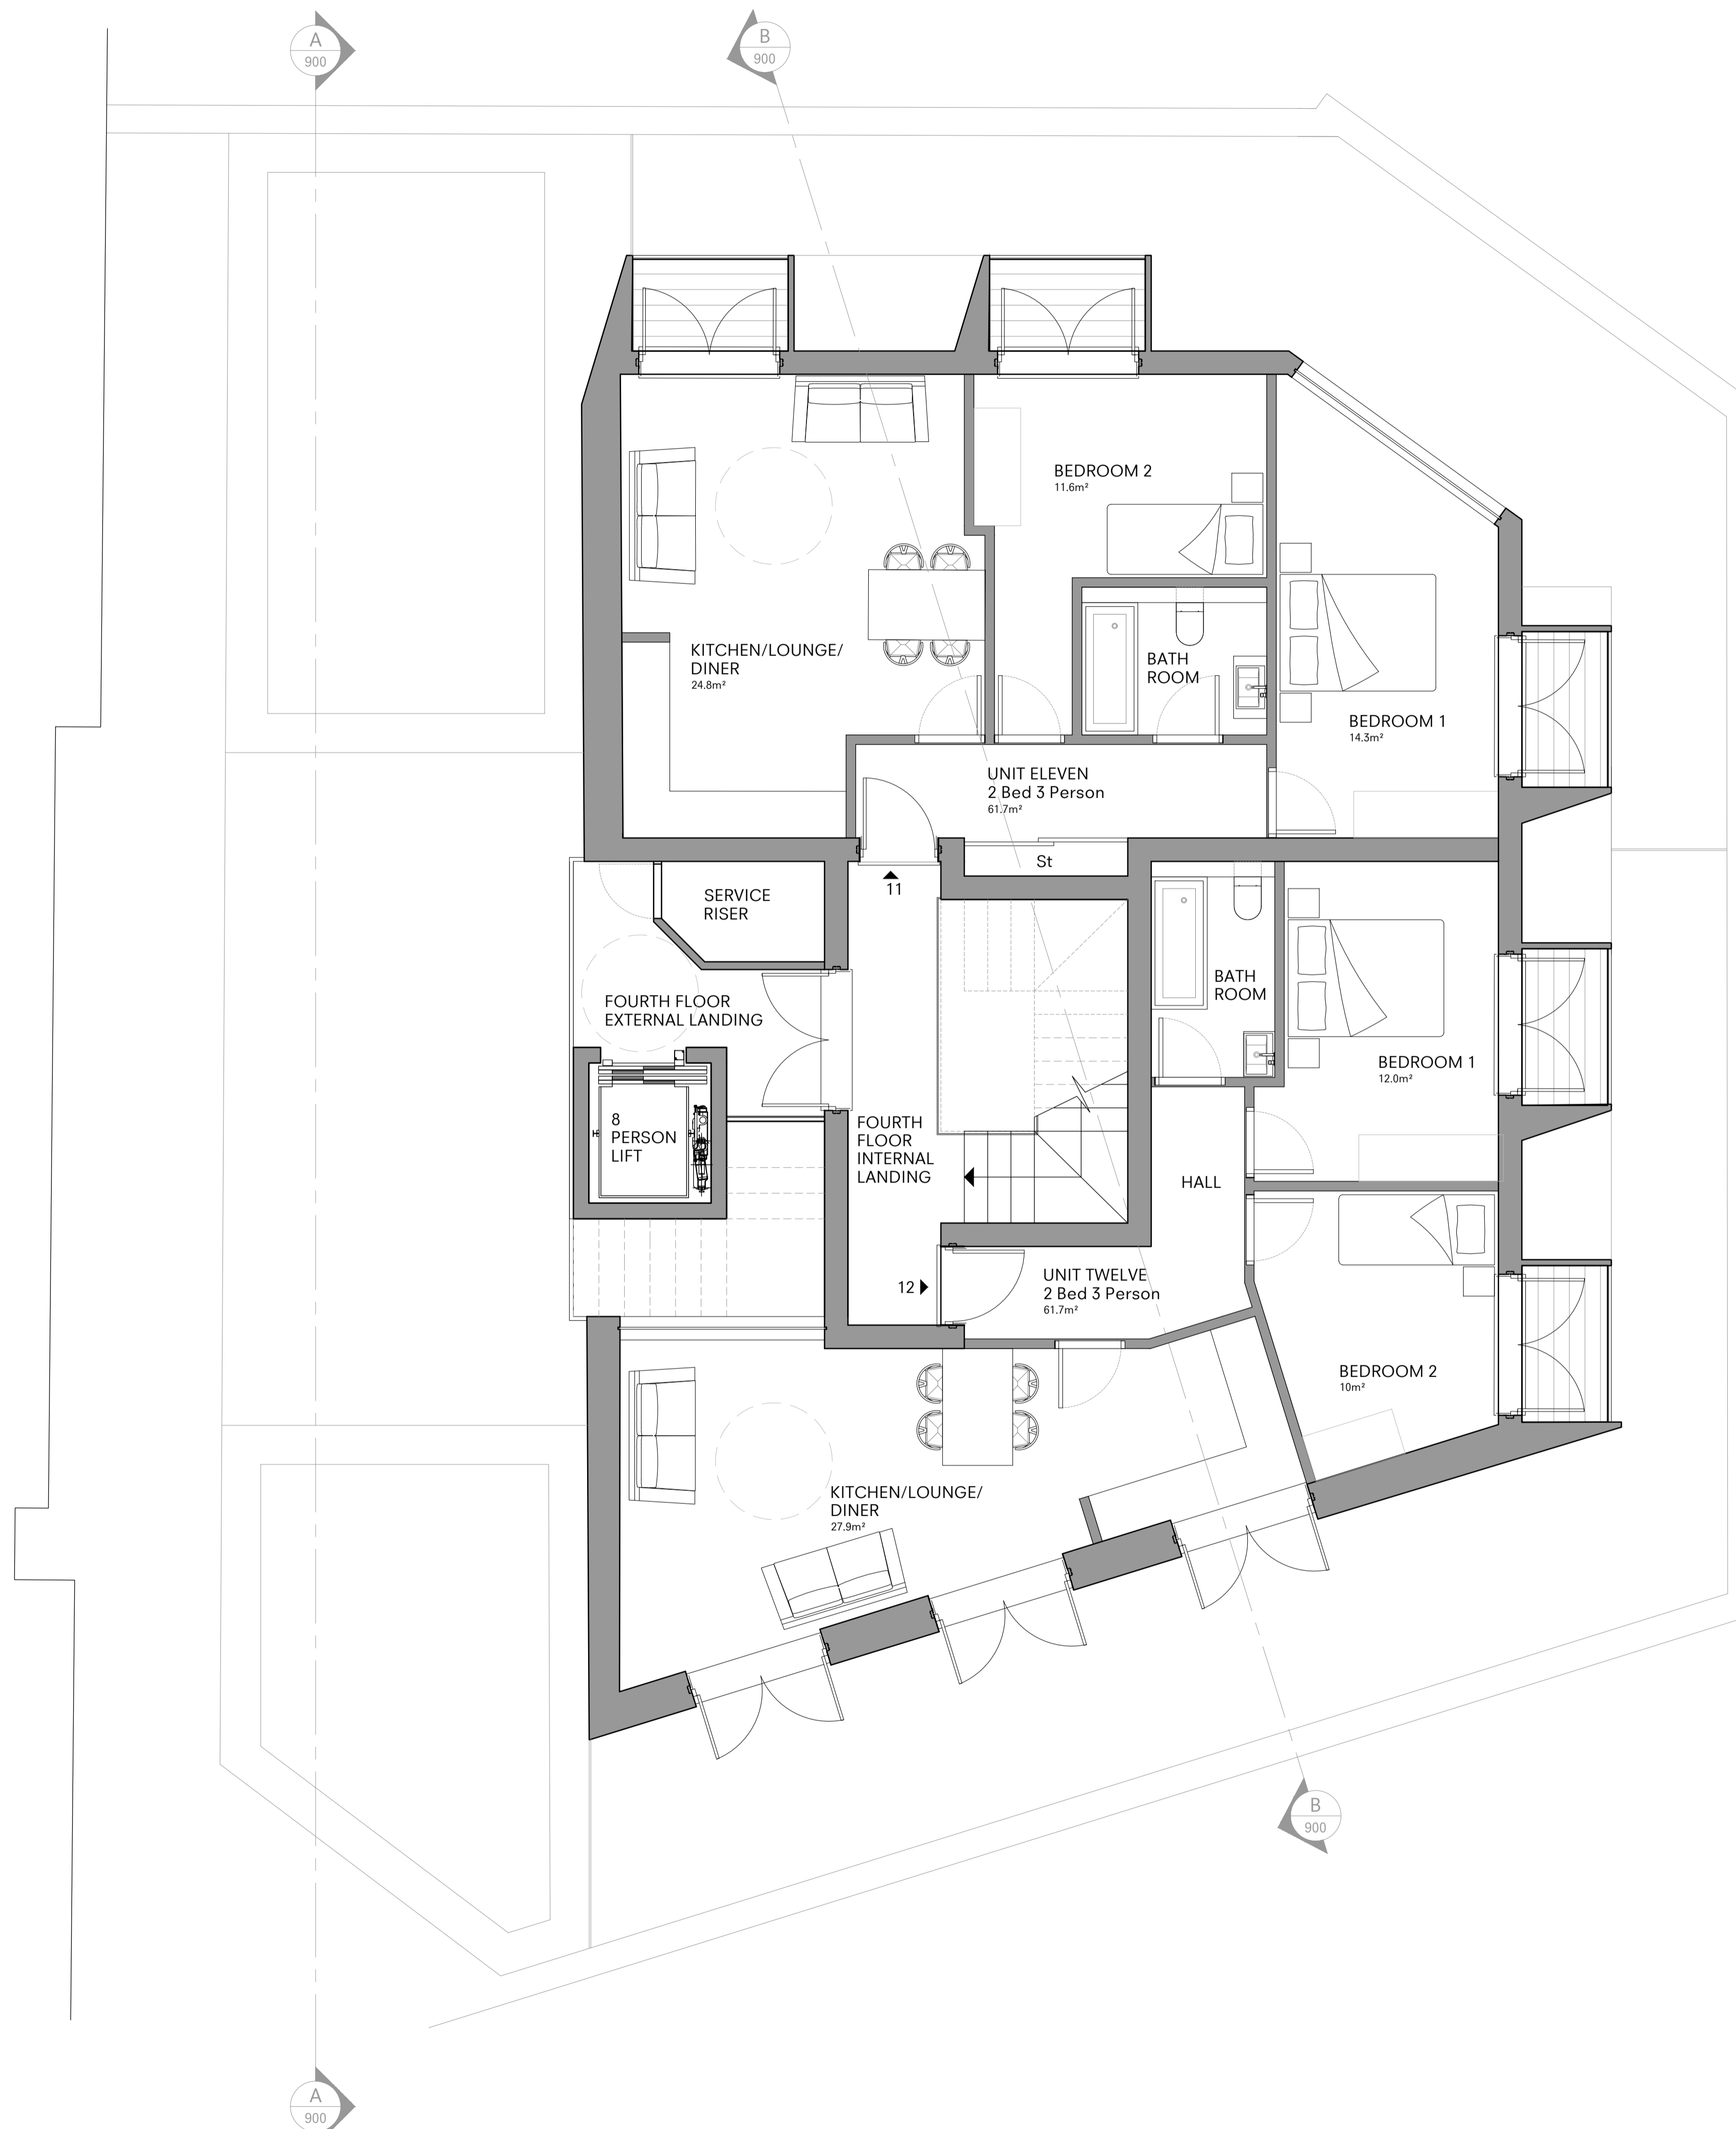 A
900
B
900
BEDROOM 2
11.6m²
KITCHEN/LOUNGE/
DINER
24.8m²
BATH
ROOM
BEDROOM 1
14.3m²
UNIT ELEVEN
2 Bed 3 Person
61.7m²
St
11
SERVICE
RISER
FOURTH FLOOR
EXTERNAL LANDING
BATH
ROOM
BEDROOM 1
12.0m²
8
PERSON
LIFT
FOURTH
FLOOR
INTERNAL
LANDING
HALL
12
UNIT TWELVE
2 Bed 3 Person
61.7m²
BEDROOM 2
10m²
KITCHEN/LOUNGE/
DINER
27.9m²
B
900
A
900